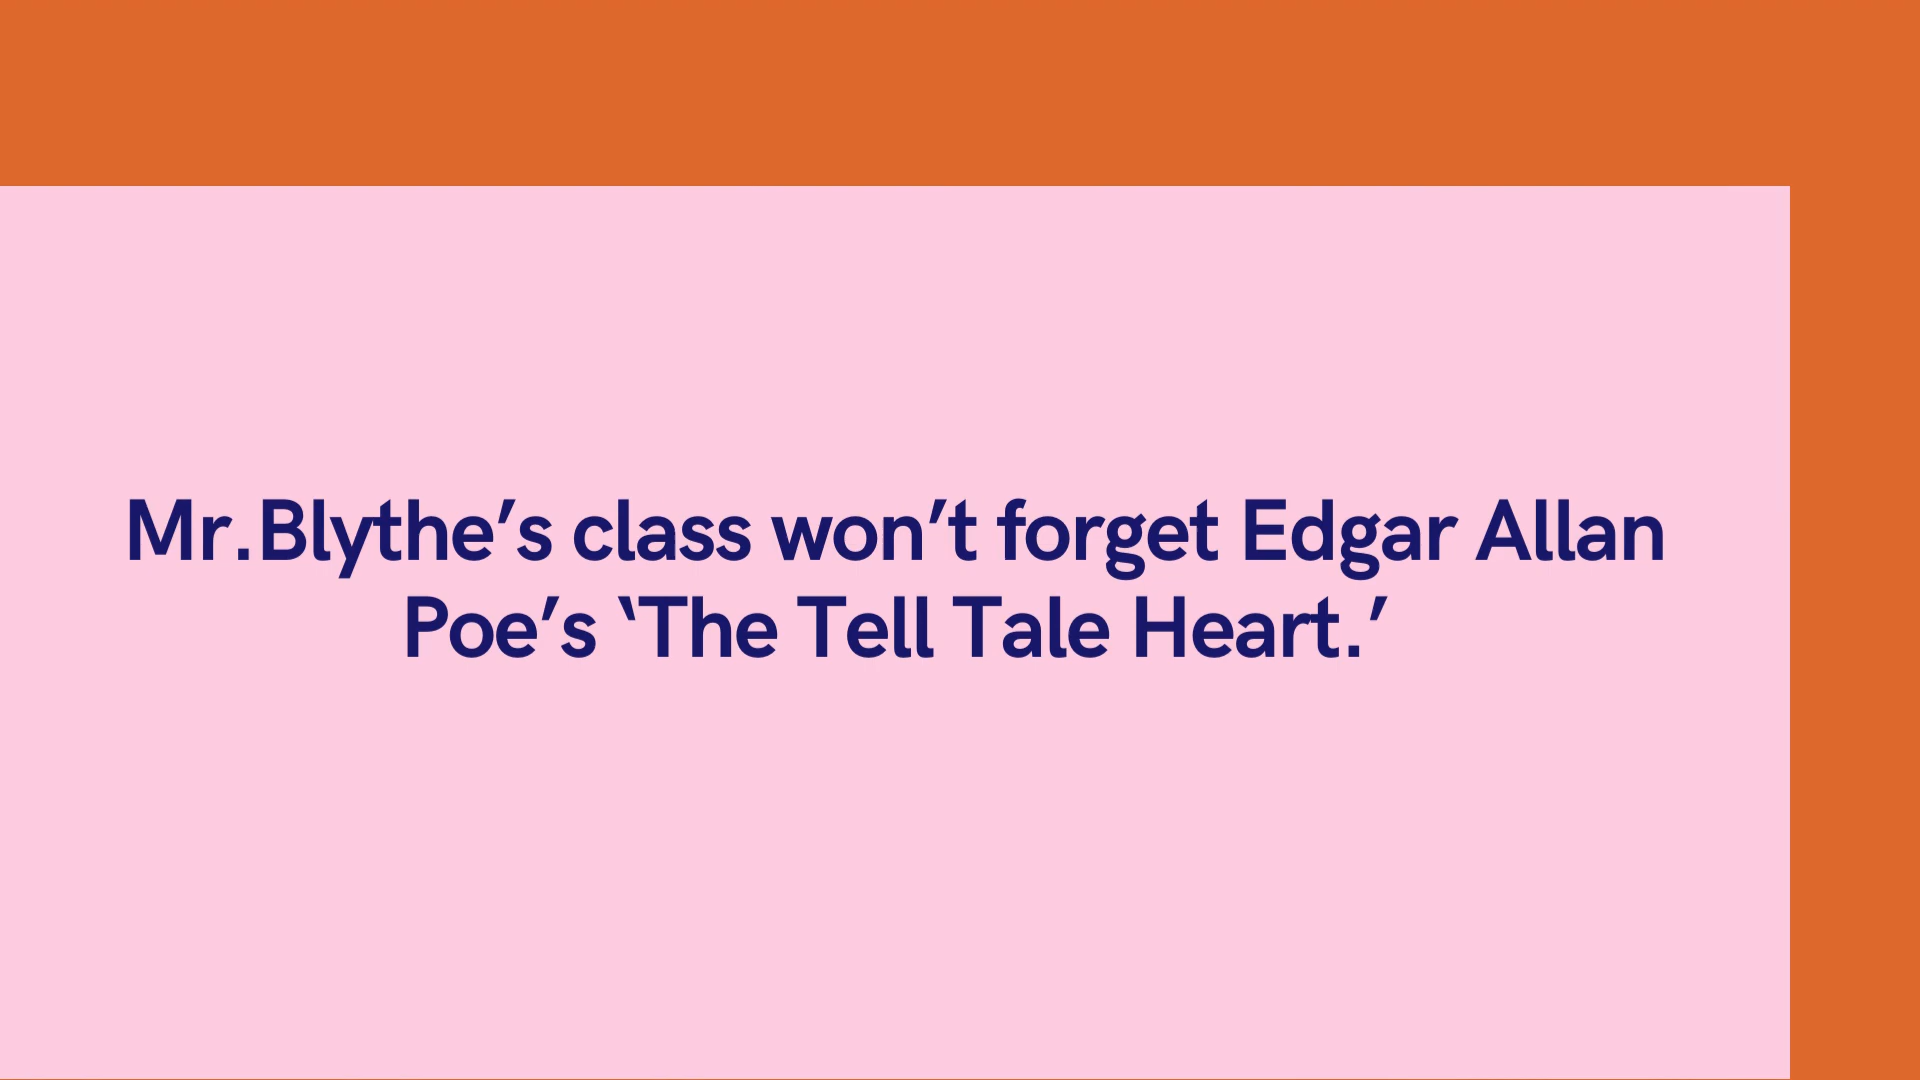 Mr.Blythe’s class won’t forget Edgar Allan
Poe’s ‘The Tell Tale Heart.’